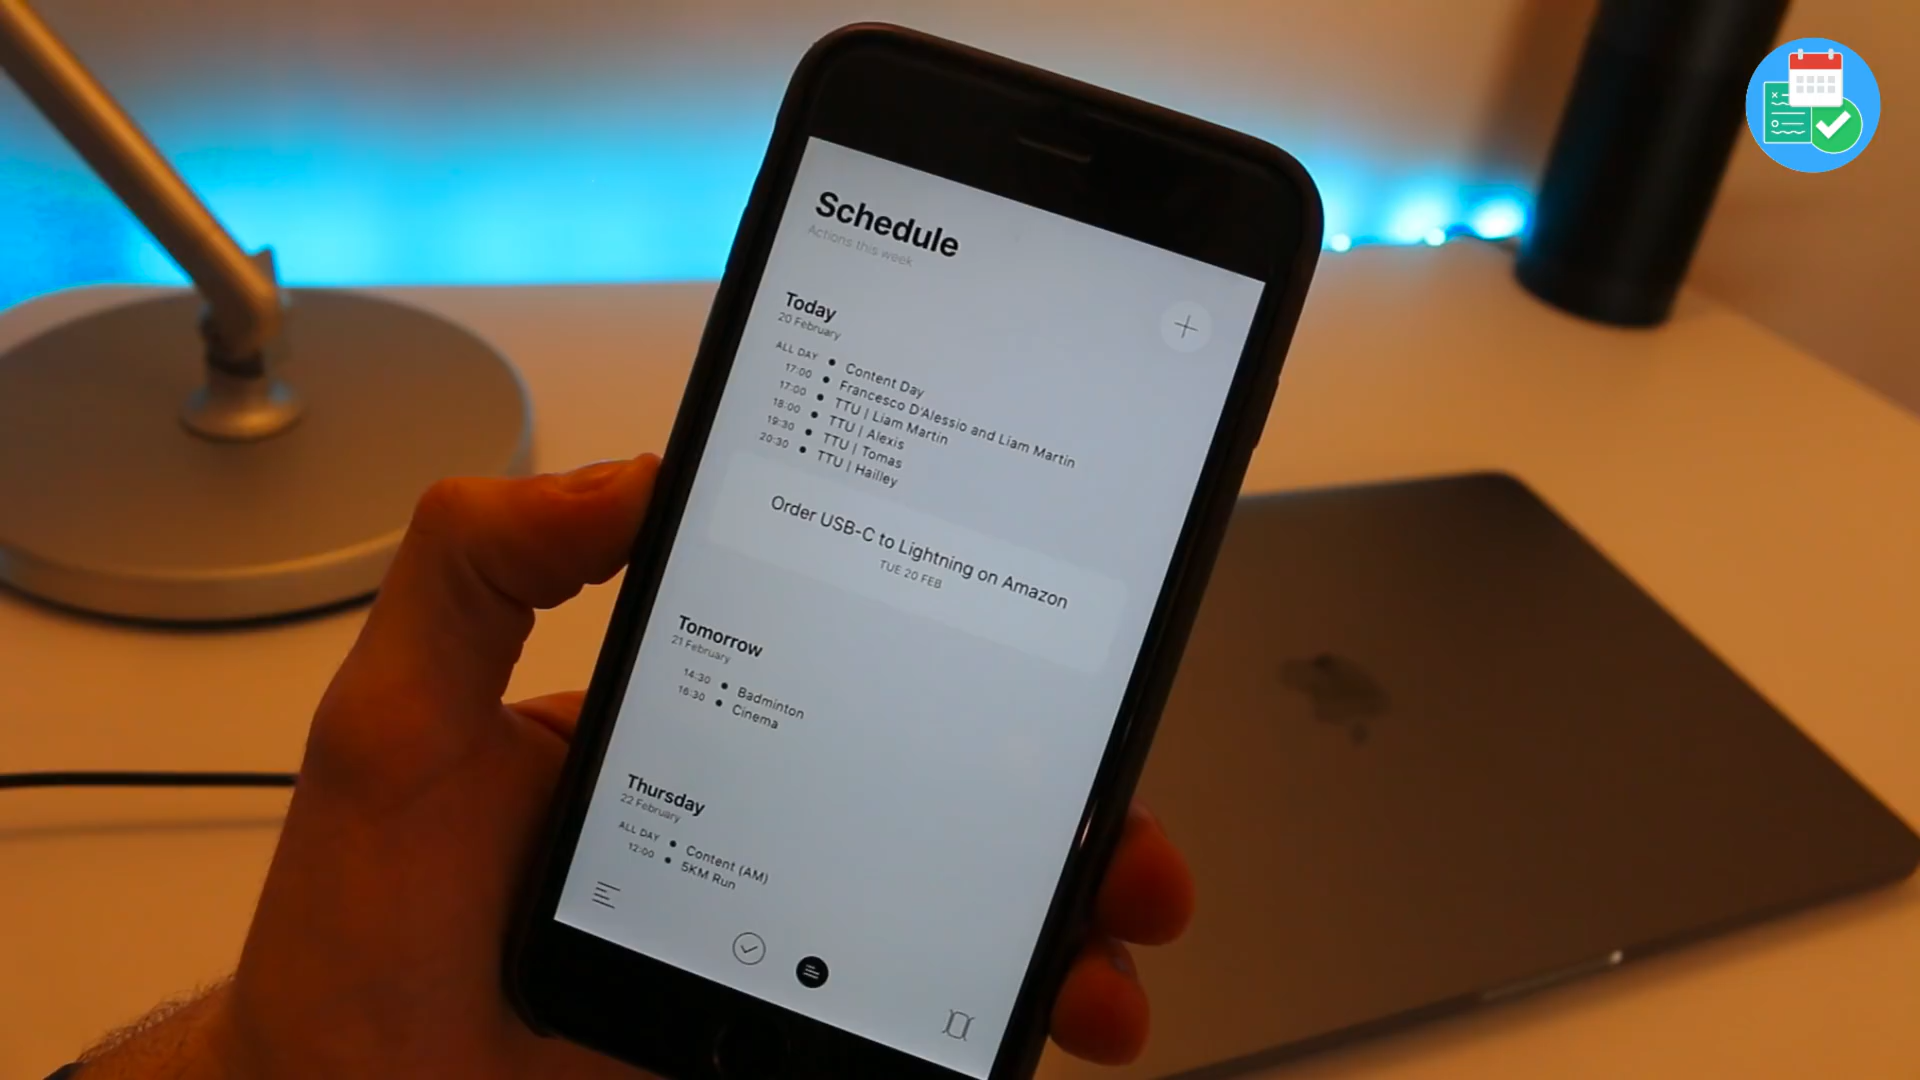 Schedule
Actions this week
Today
20 February
ALL DAY Content Day
17:00 Francesco D'Alessio and Liam Martin
17:00 TTU | Liam Martin
18:00 TTU | Alexis
19:30 TTU | Tomas
20:30 TTU | Hailley
Order USB-C to Lightning on Amazon
TUE 20 FEB
Tomorrow
21 February
14:30 Badminton
16:30 Cinema
Thursday
22 February
ALL DAY Content (AM)
12:00 5KM Run